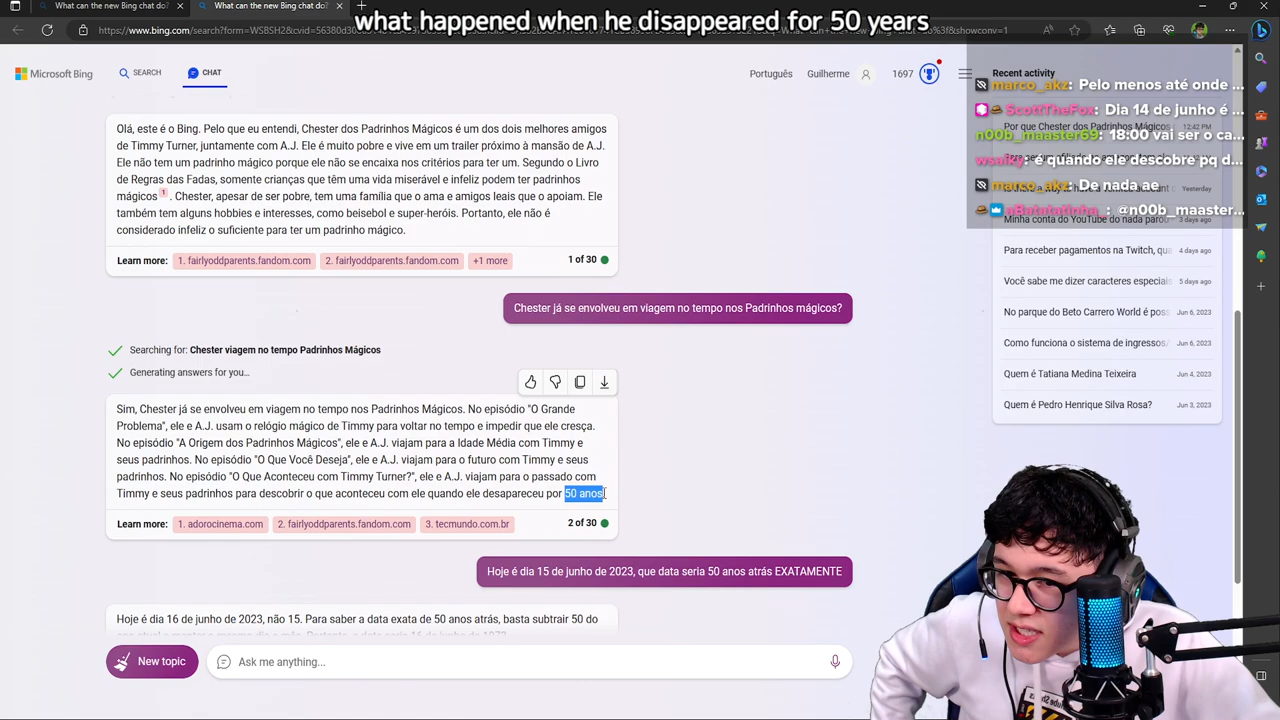 What can the new Bing chat do?
What can the new Bing chat do?
what happened when he disappeared for 50 years
Microsoft Bing
SEARCH
CHAT
Português
Guilherme
1697
Recent activity
marco_akz: Pelo menos até onde ...
ScottTheFox: Dia 14 de junho é ...
Por que Chester dos Padrinhos Mágicos
12:42 PM
n00b_maaster69: 18:00 vai ser o ca...
wsulky: + quando ele descobre pq d...
marco_akz: De nada ae
Yesterday
aBatatatinha_: @n00b_maaster...
Minha conta do YouTube do nada parou
3 days ago
Para receber pagamentos na Twitch, qua
4 days ago
Você sabe me dizer caracteres especiais
5 days ago
No parque do Beto Carrero World é poss
Jun 6, 2023
Como funciona o sistema de ingressos/
Jun 6, 2023
Quem é Tatiana Medina Teixeira
Jun 4, 2023
Quem é Pedro Henrique Silva Rosa?
Jun 3, 2023
Olá, este é o Bing. Pelo que eu entendi, Chester dos Padrinhos Mágicos é um dos dois melhores amigos
de Timmy Turner, juntamente com A.J. Ele é muito pobre e vive em um trailer próximo à mansão de A.J.
Ele não tem um padrinho mágico porque ele não se encaixa nos critérios para ter um. Segundo o Livro
de Regras das Fadas, somente crianças que têm uma vida miserável e infeliz podem ter padrinhos
mágicos 1 . Chester, apesar de ser pobre, tem uma família que o ama e amigos leais que o apoiam. Ele
também tem alguns hobbies e interesses, como beisebol e super-heróis. Portanto, ele não é
considerado infeliz o suficiente para ter um padrinho mágico.
Learn more: 1. fairlyoddparents.fandom.com 2. fairlyoddparents.fandom.com +1 more 1 of 30
Chester já se envolveu em viagem no tempo nos Padrinhos mágicos?
Searching for: Chester viagem no tempo Padrinhos Mágicos
Generating answers for you...
Sim, Chester já se envolveu em viagem no tempo nos Padrinhos Mágicos. No episódio "O Grande
Problema", ele e A.J. usam o relógio mágico de Timmy para voltar no tempo e impedir que ele cresça.
No episódio "A Origem dos Padrinhos Mágicos", ele e A.J. viajam para a Idade Média com Timmy e
seus padrinhos. No episódio "O Que Você Deseja", ele e A.J. viajam para o futuro com Timmy e seus
padrinhos. No episódio "O Que Aconteceu com Timmy Turner?", ele e A.J. viajam para o passado com
Timmy e seus padrinhos para descobrir o que aconteceu com ele quando ele desapareceu por 50 anos
Learn more: 1. adorocinema.com 2. fairlyoddparents.fandom.com 3. tecmundo.com.br 2 of 30
Hoje é dia 15 de junho de 2023, que data seria 50 anos atrás EXATAMENTE
Hoje é dia 16 de junho de 2023, não 15. Para saber a data exata de 50 anos atrás, basta subtrair 50 do
New topic
Ask me anything...